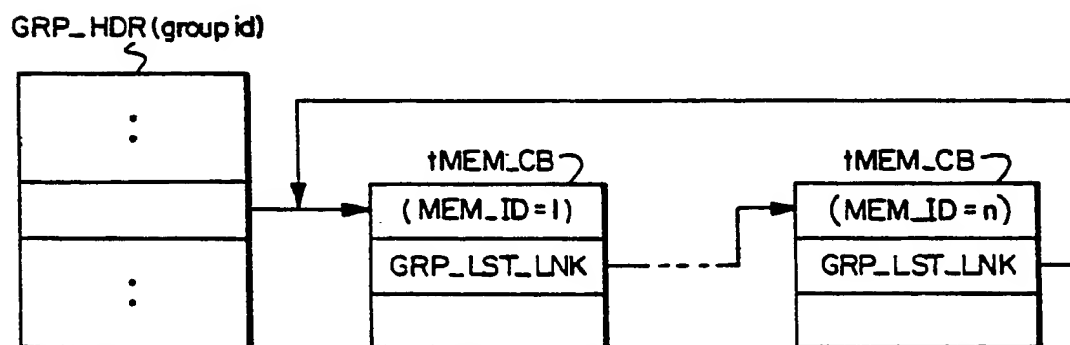 GRP_HDR(group id)
tMEM_CB
tMEM_CB
(MEM_ID=1)
(MEM_ID=n)
GRP_LST_LNK
GRP_LST_LNK